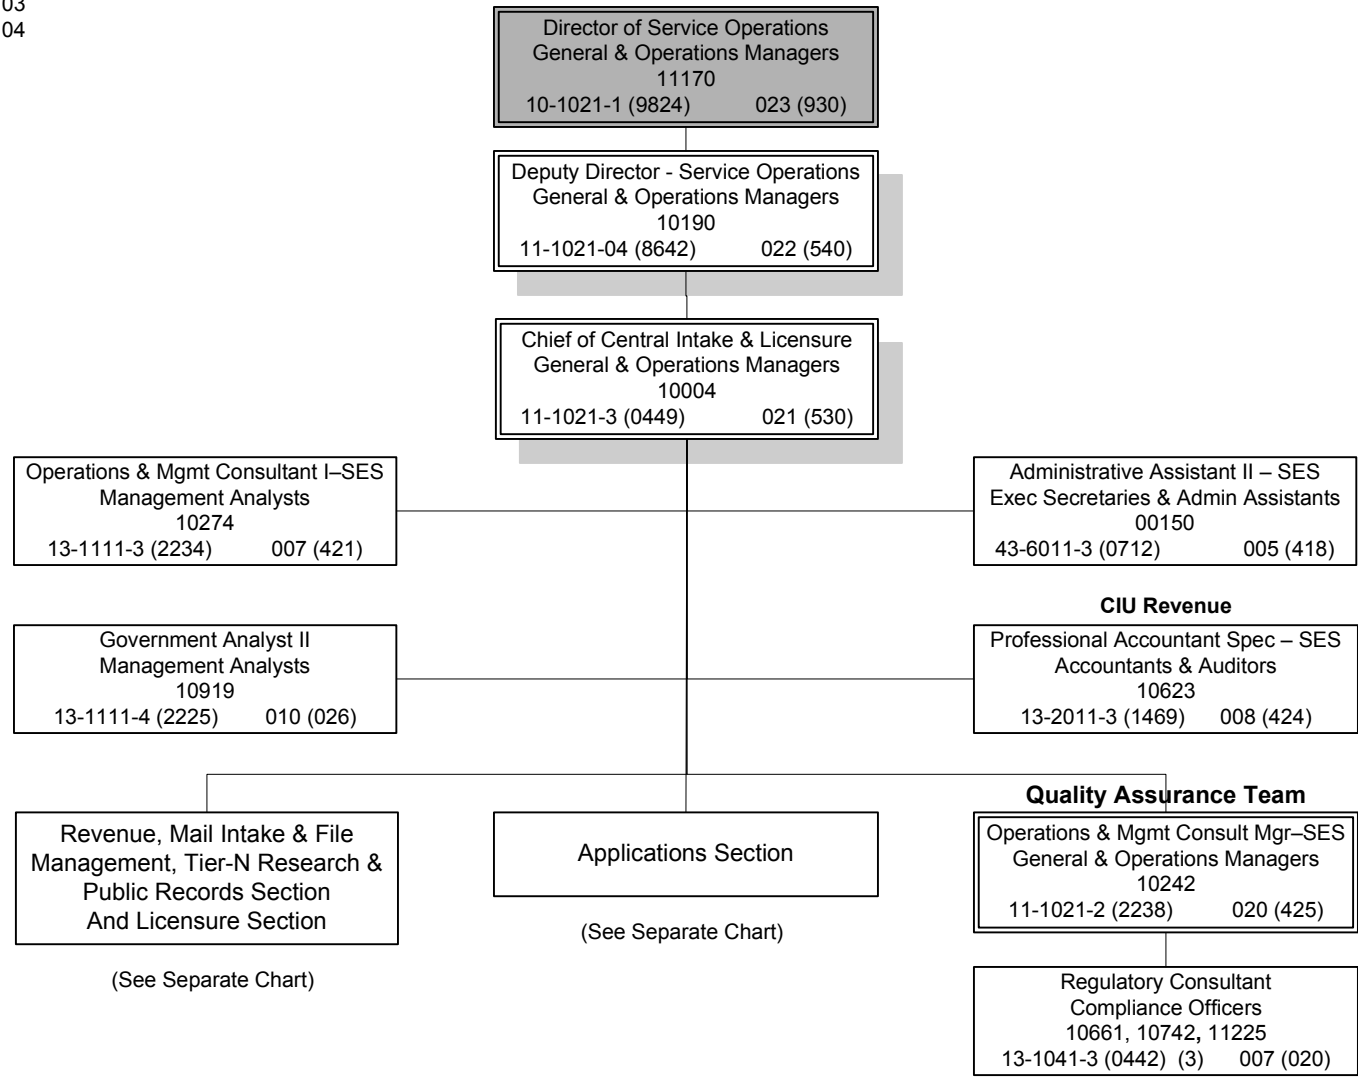 03
04
Director of Service Operations
General & Operations Managers
11170
10-1021-1 (9824) 023 (930)
Deputy Director - Service Operations
General & Operations Managers
10190
11-1021-04 (8642) 022 (540)
Chief of Central Intake & Licensure
General & Operations Managers
10004
11-1021-3 (0449) 021 (530)
Operations & Mgmt Consultant I–SES
Management Analysts
10274
13-1111-3 (2234) 007 (421)
Administrative Assistant II – SES
Exec Secretaries & Admin Assistants
00150
43-6011-3 (0712) 005 (418)
Government Analyst II
Management Analysts
10919
13-1111-4 (2225) 010 (026)
CIU Revenue
Professional Accountant Spec – SES
Accountants & Auditors
10623
13-2011-3 (1469) 008 (424)
Revenue, Mail Intake & File
Management, Tier-N Research &
Public Records Section
And Licensure Section
(See Separate Chart)
Applications Section
(See Separate Chart)
Quality Assurance Team
Operations & Mgmt Consult Mgr–SES
General & Operations Managers
10242
11-1021-2 (2238) 020 (425)
Regulatory Consultant
Compliance Officers
10661, 10742, 11225
13-1041-3 (0442) (3) 007 (020)